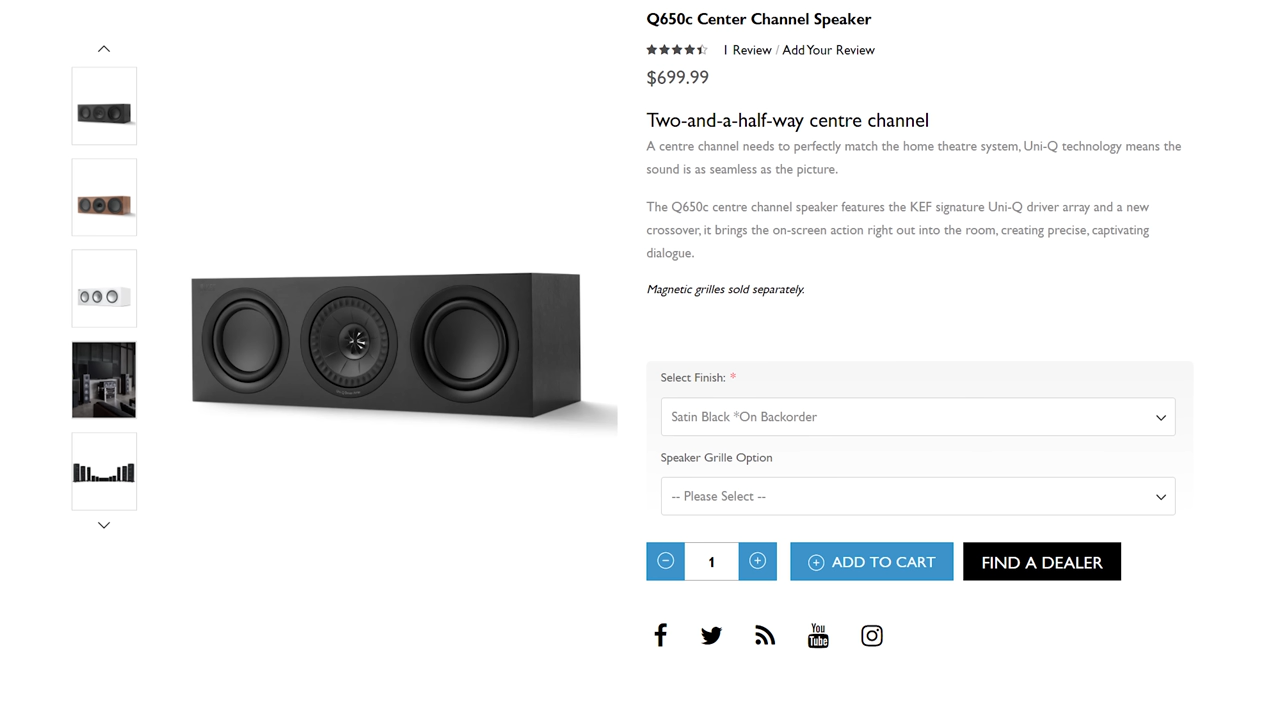 Q650c Center Channel Speaker
1 Review / Add Your Review
$699.99
Two-and-a-half-way centre channel
A centre channel needs to perfectly match the home theatre system, Uni-Q technology means the
sound is as seamless as the picture.
The Q650c centre channel speaker features the KEF signature Uni-Q driver array and a new
crossover, it brings the on-screen action right out into the room, creating precise, captivating
dialogue.
Magnetic grilles sold separately.
Select Finish: *
Satin Black *On Backorder
Speaker Grille Option
-- Please Select --
1
ADD TO CART
FIND A DEALER
You
Tube